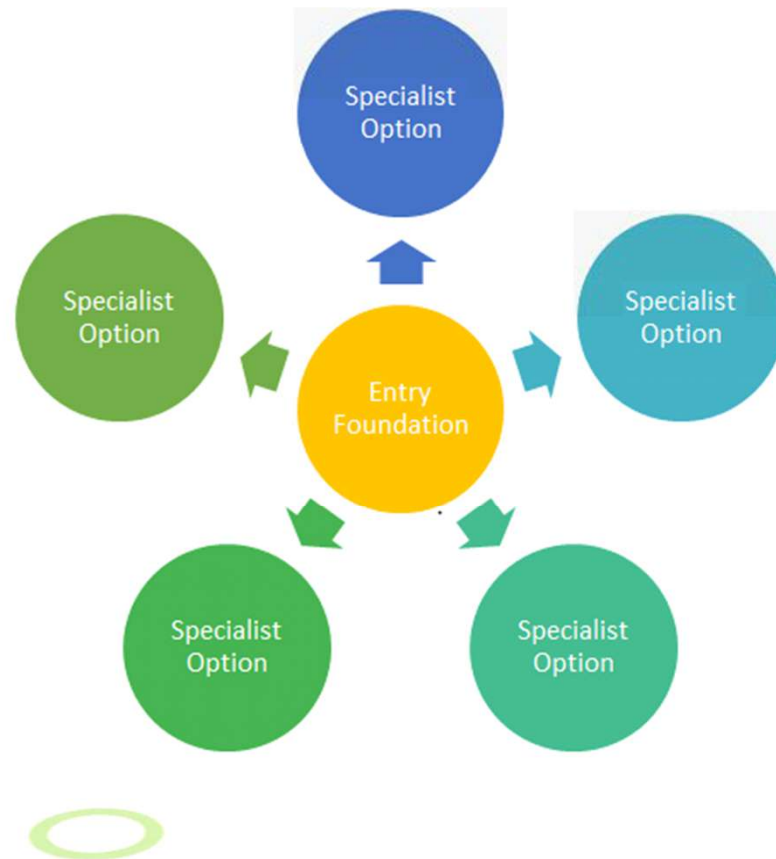 Specialist
Option
Specialist
Option
Specialist
Option
Entry
Foundation
Specialist
Option
Specialist
Option